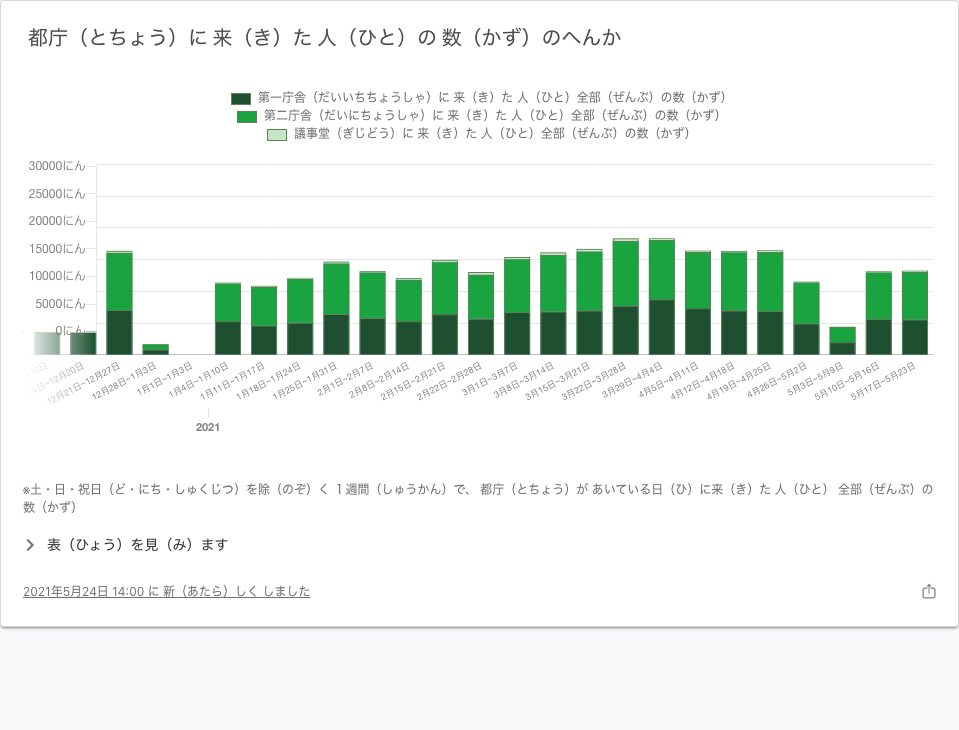 都庁（とちょう）に 来（き）た 人（ひと）の 数（かず）のへんか
第一庁舎（だいいちちょうしゃ）に 来（き）た 人（ひと）全部（ぜんぶ）の数（かず）
第二庁舎（だいにちょうしゃ）に 来（き）た 人（ひと）全部（ぜんぶ）の数（かず）
議事堂（ぎじどう）に 来（き）た 人（ひと）全部（ぜんぶ）の数（かず）
30000にん
25000にん
20000にん
15000にん
10000にん
5000にん
0にん
12月21日~12月27日
12月28日~1月3日
1月1日~1月3日
1月4日~1月10日
1月11日~1月17日
1月18日~1月24日
1月25日~1月31日
2月1日~2月7日
2月8日~2月14日
2月15日~2月21日
2月22日~2月28日
3月1日~3月7日
3月8日~3月14日
3月15日~3月21日
3月22日~3月28日
3月29日~4月4日
4月5日~4月11日
4月12日~4月18日
4月19日~4月25日
4月26日~5月2日
5月3日~5月9日
5月10日~5月16日
5月17日~5月23日
2021
※土・日・祝日（ど・にち・しゅくじつ）を除（のぞ）く １週間（しゅうかん）で、 都庁（とちょう）が あいている日（ひ）に来（き）た 人（ひと） 全部（ぜんぶ）の
数（かず）
表（ひょう）を見（み）ます
2021年5月24日 14:00 に 新（あたら）しく しました